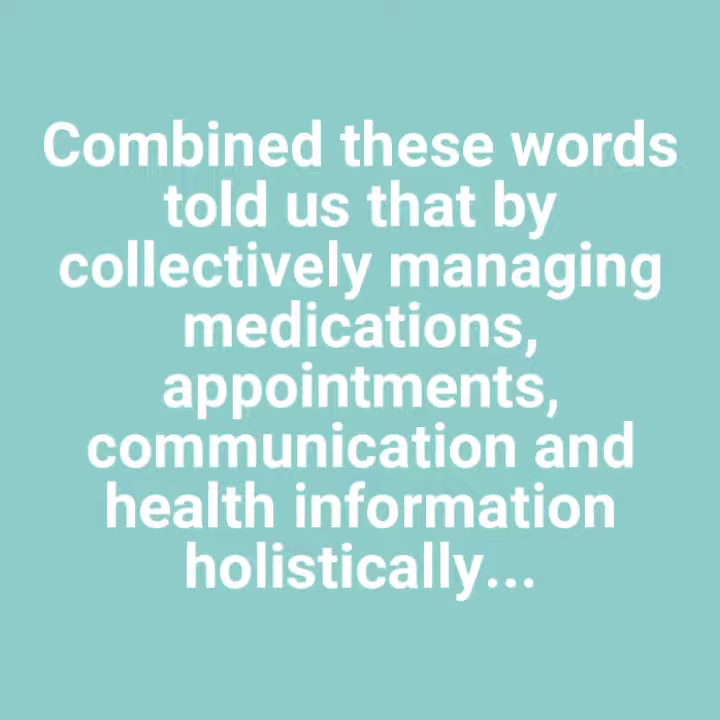 Combined these words
told us that by
collectively managing
medications,
appointments,
communication and
health information
holistically...